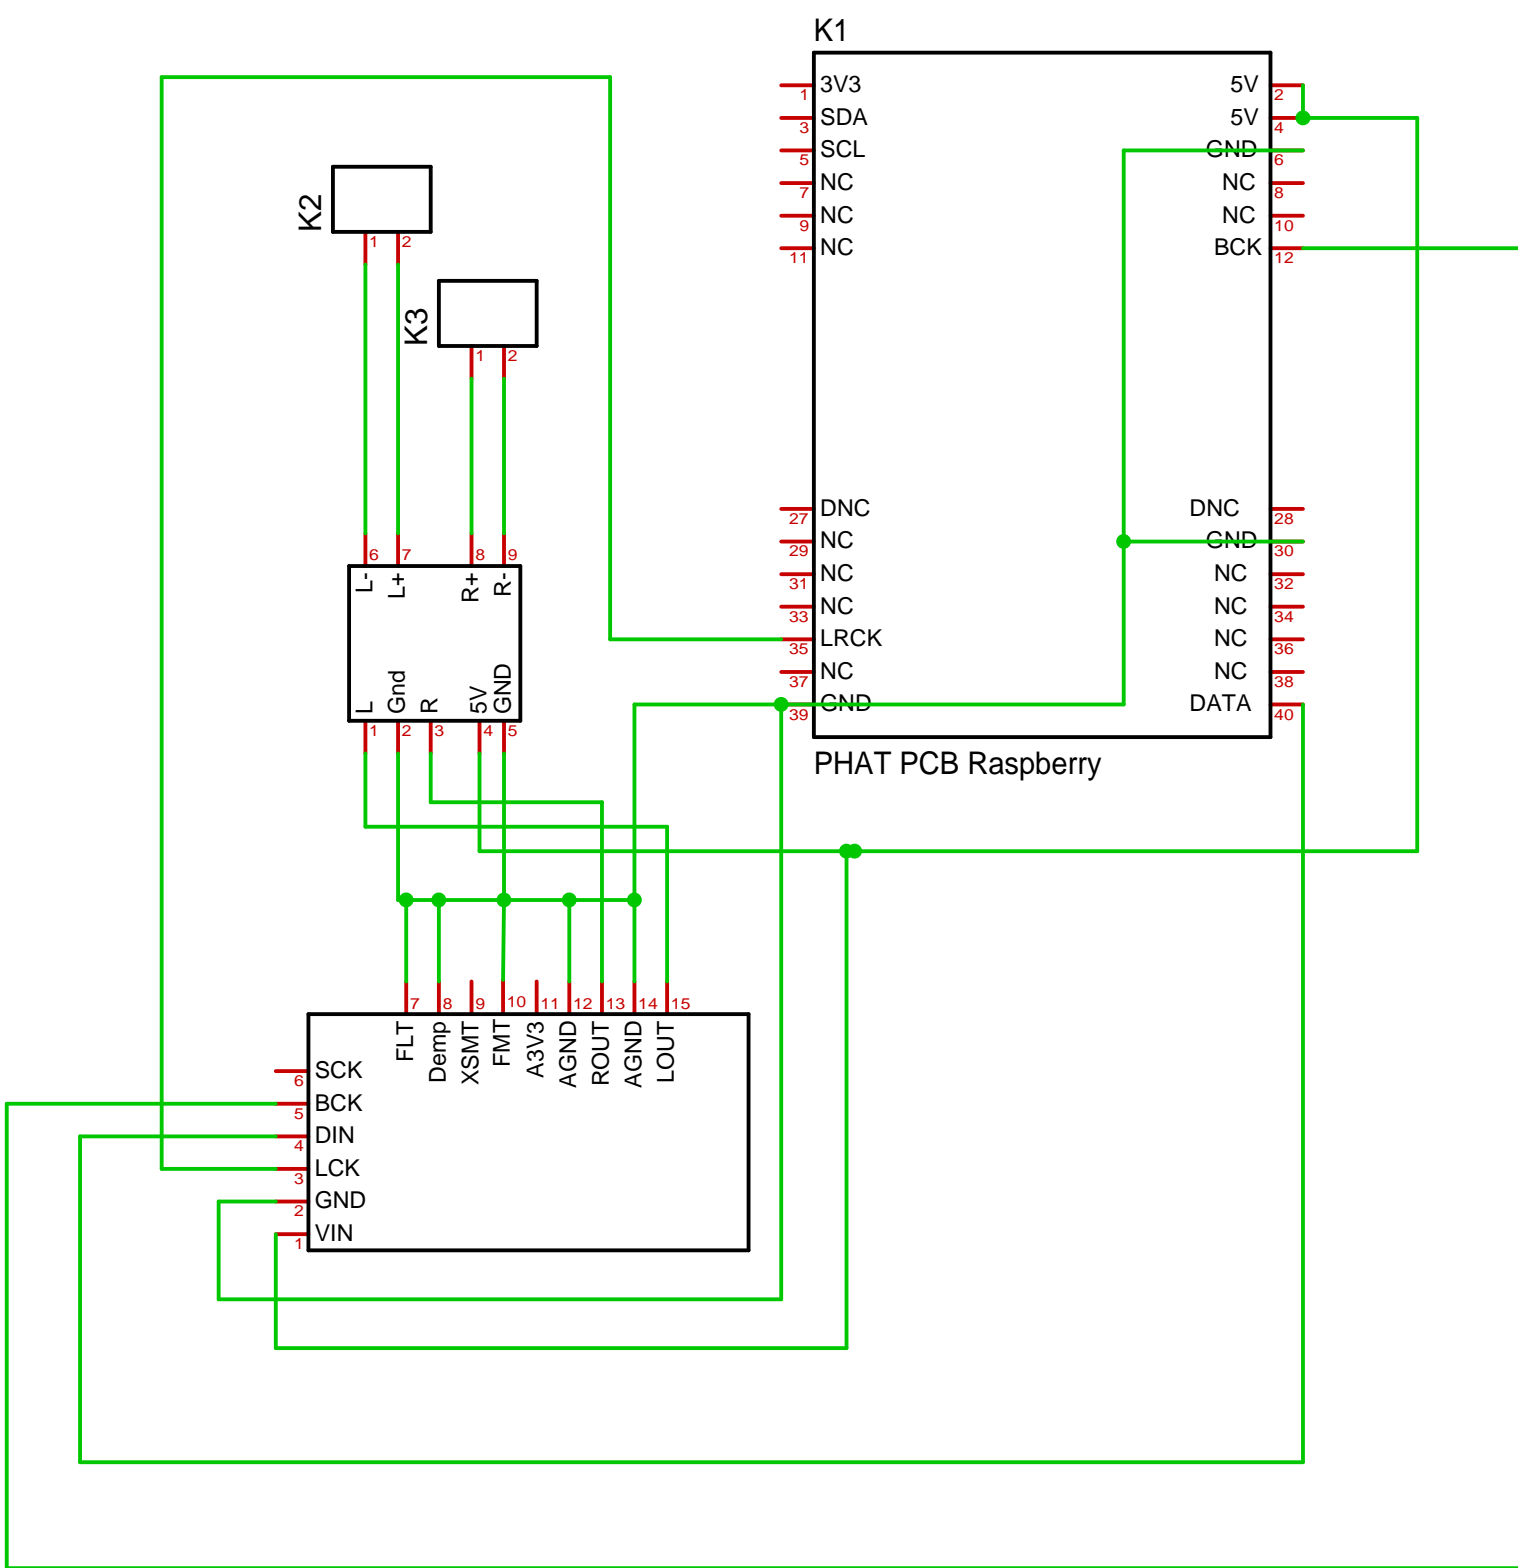 K1
1 3V3
3 SDA
5 SCL
7 NC
9 NC
11 NC
5V 2
5V 4
GND 6
NC 8
NC 10
BCK 12
27 DNC
29 NC
31 NC
33 NC
35 LRCK
37 NC
39 GND
DNC 28
GND 30
NC 32
NC 34
NC 36
NC 38
DATA 40
PHAT PCB Raspberry
K2
1 2
K3
1 2
6 7 8 9
L- L+ R+ R-
L Gnd R 5V GND
1 2 3 4 5
7 8 9 10 11 12 13 14 15
FLT Demp XSMT FMT A3V3 AGND ROUT AGND LOUT
6 SCK
5 BCK
4 DIN
3 LCK
2 GND
1 VIN